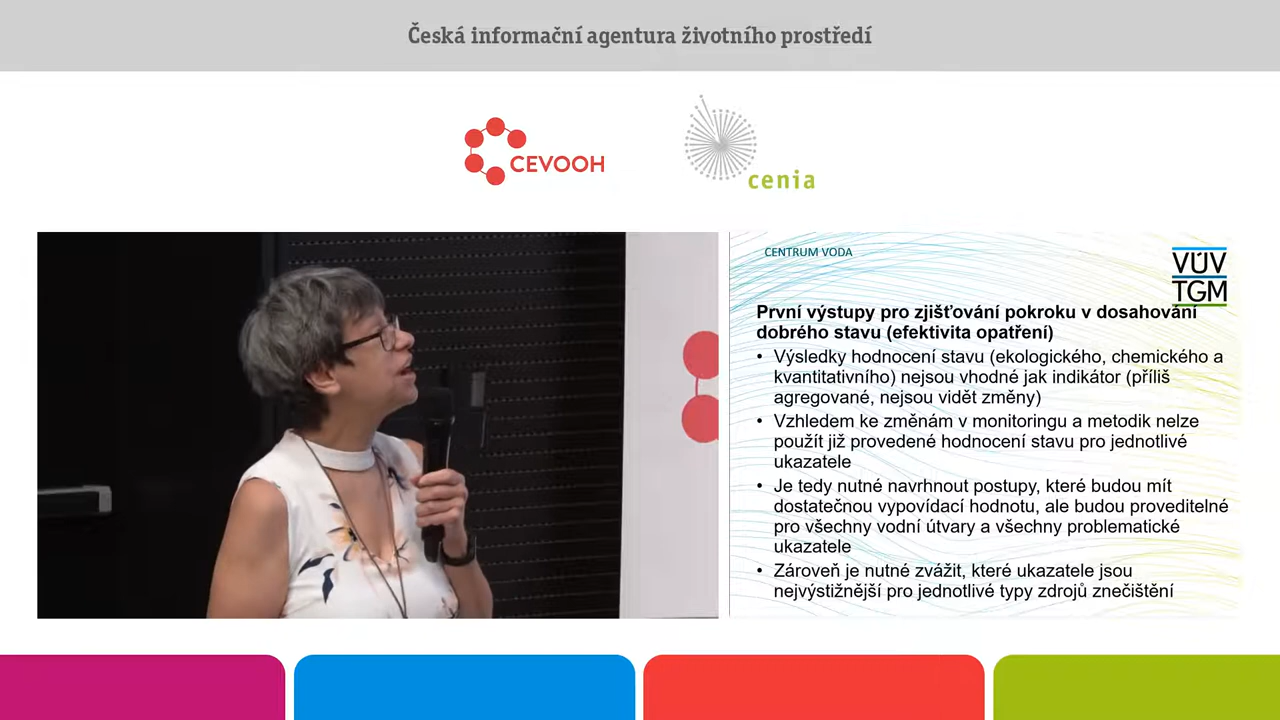 Česká informační agentura životního prostředí
CEVOOH
cenia
CENTRUM VODA
VÚV
TGM
První výstupy pro zjišťování pokroku v dosahování
dobrého stavu (efektivita opatření)
• Výsledky hodnocení stavu (ekologického, chemického a
kvantitativního) nejsou vhodné jak indikátor (příliš
agregované, nejsou vidět změny)
• Vzhledem ke změnám v monitoringu a metodik nelze
použít již provedené hodnocení stavu pro jednotlivé
ukazatele
• Je tedy nutné navrhnout postupy, které budou mít
dostatečnou vypovídací hodnotu, ale budou proveditelné
pro všechny vodní útvary a všechny problematické
ukazatele
• Zároveň je nutné zvážit, které ukazatele jsou
nejvýstižnější pro jednotlivé typy zdrojů znečištění